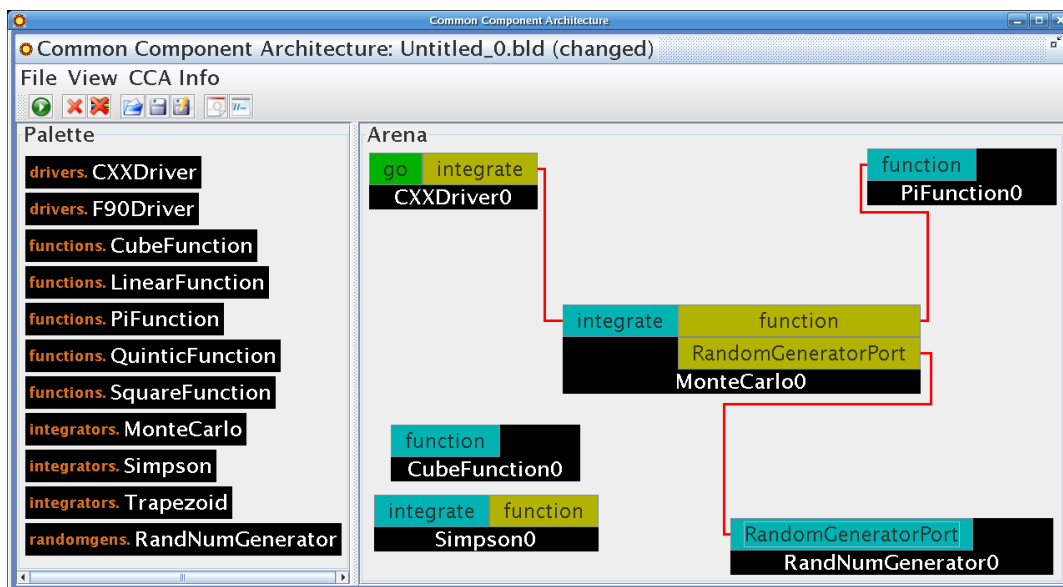 Common Component Architecture
Common Component Architecture: Untitled_0.bld (changed)
File View CCA Info
Palette
drivers. CXXDriver
drivers. F90Driver
functions. CubeFunction
functions. LinearFunction
functions. PiFunction
functions. QuinticFunction
functions. SquareFunction
integrators. MonteCarlo
integrators. Simpson
integrators. Trapezoid
randomgens. RandNumGenerator
Arena
go integrate
CXXDriver0
function
PiFunction0
integrate function
RandomGeneratorPort
MonteCarlo0
function
CubeFunction0
integrate function
Simpson0
RandomGeneratorPort
RandNumGenerator0